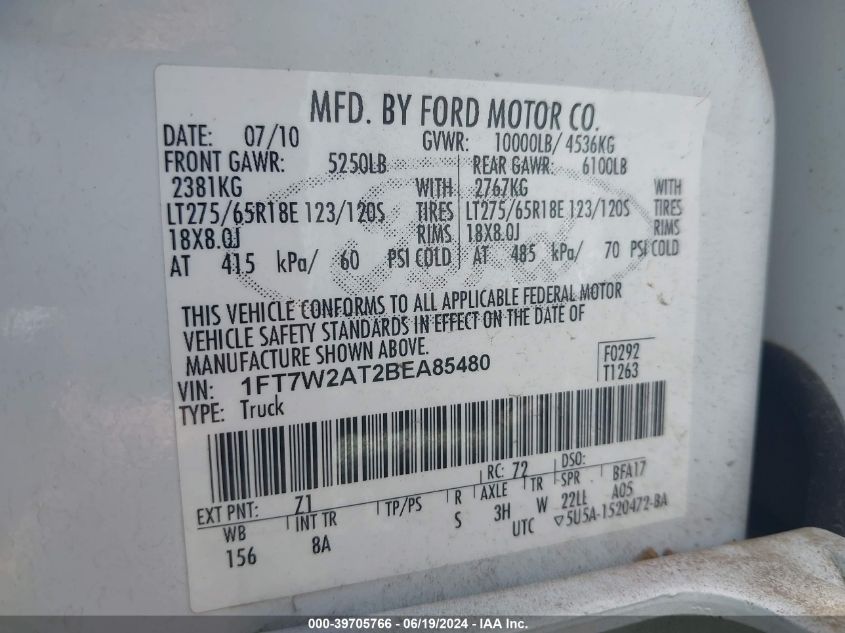 MFD. BY FORD MOTOR CO.
DATE: 07/10 GVWR: 10000LB/ 4536KG
FRONT GAWR: 5250LB REAR GAWR: 6100LB
2381KG WITH 2767KG WITH
LT275/65R18E 123/120S TIRES LT275/65R18E 123/120S TIRES
18X8.0J RIMS 18X8.0J RIMS
AT 415 kPa/ 60 PSI COLD AT 485 kPa/ 70 PSI COLD
THIS VEHICLE CONFORMS TO ALL APPLICABLE FEDERAL MOTOR
VEHICLE SAFETY STANDARDS IN EFFECT ON THE DATE OF
MANUFACTURE SHOWN ABOVE.
VIN: 1FT7W2AT2BEA85480 F0292
TYPE: Truck T1263
EXT PNT: Z1 RC: 72 DSO:
WB INT TR TP/PS R AXLE TR SPR BFA17
156 8A S 3H W 22LL A05
UTC ▽5U5A-1520472-BA
000-39705766 - 06/19/2024 - IAA Inc.